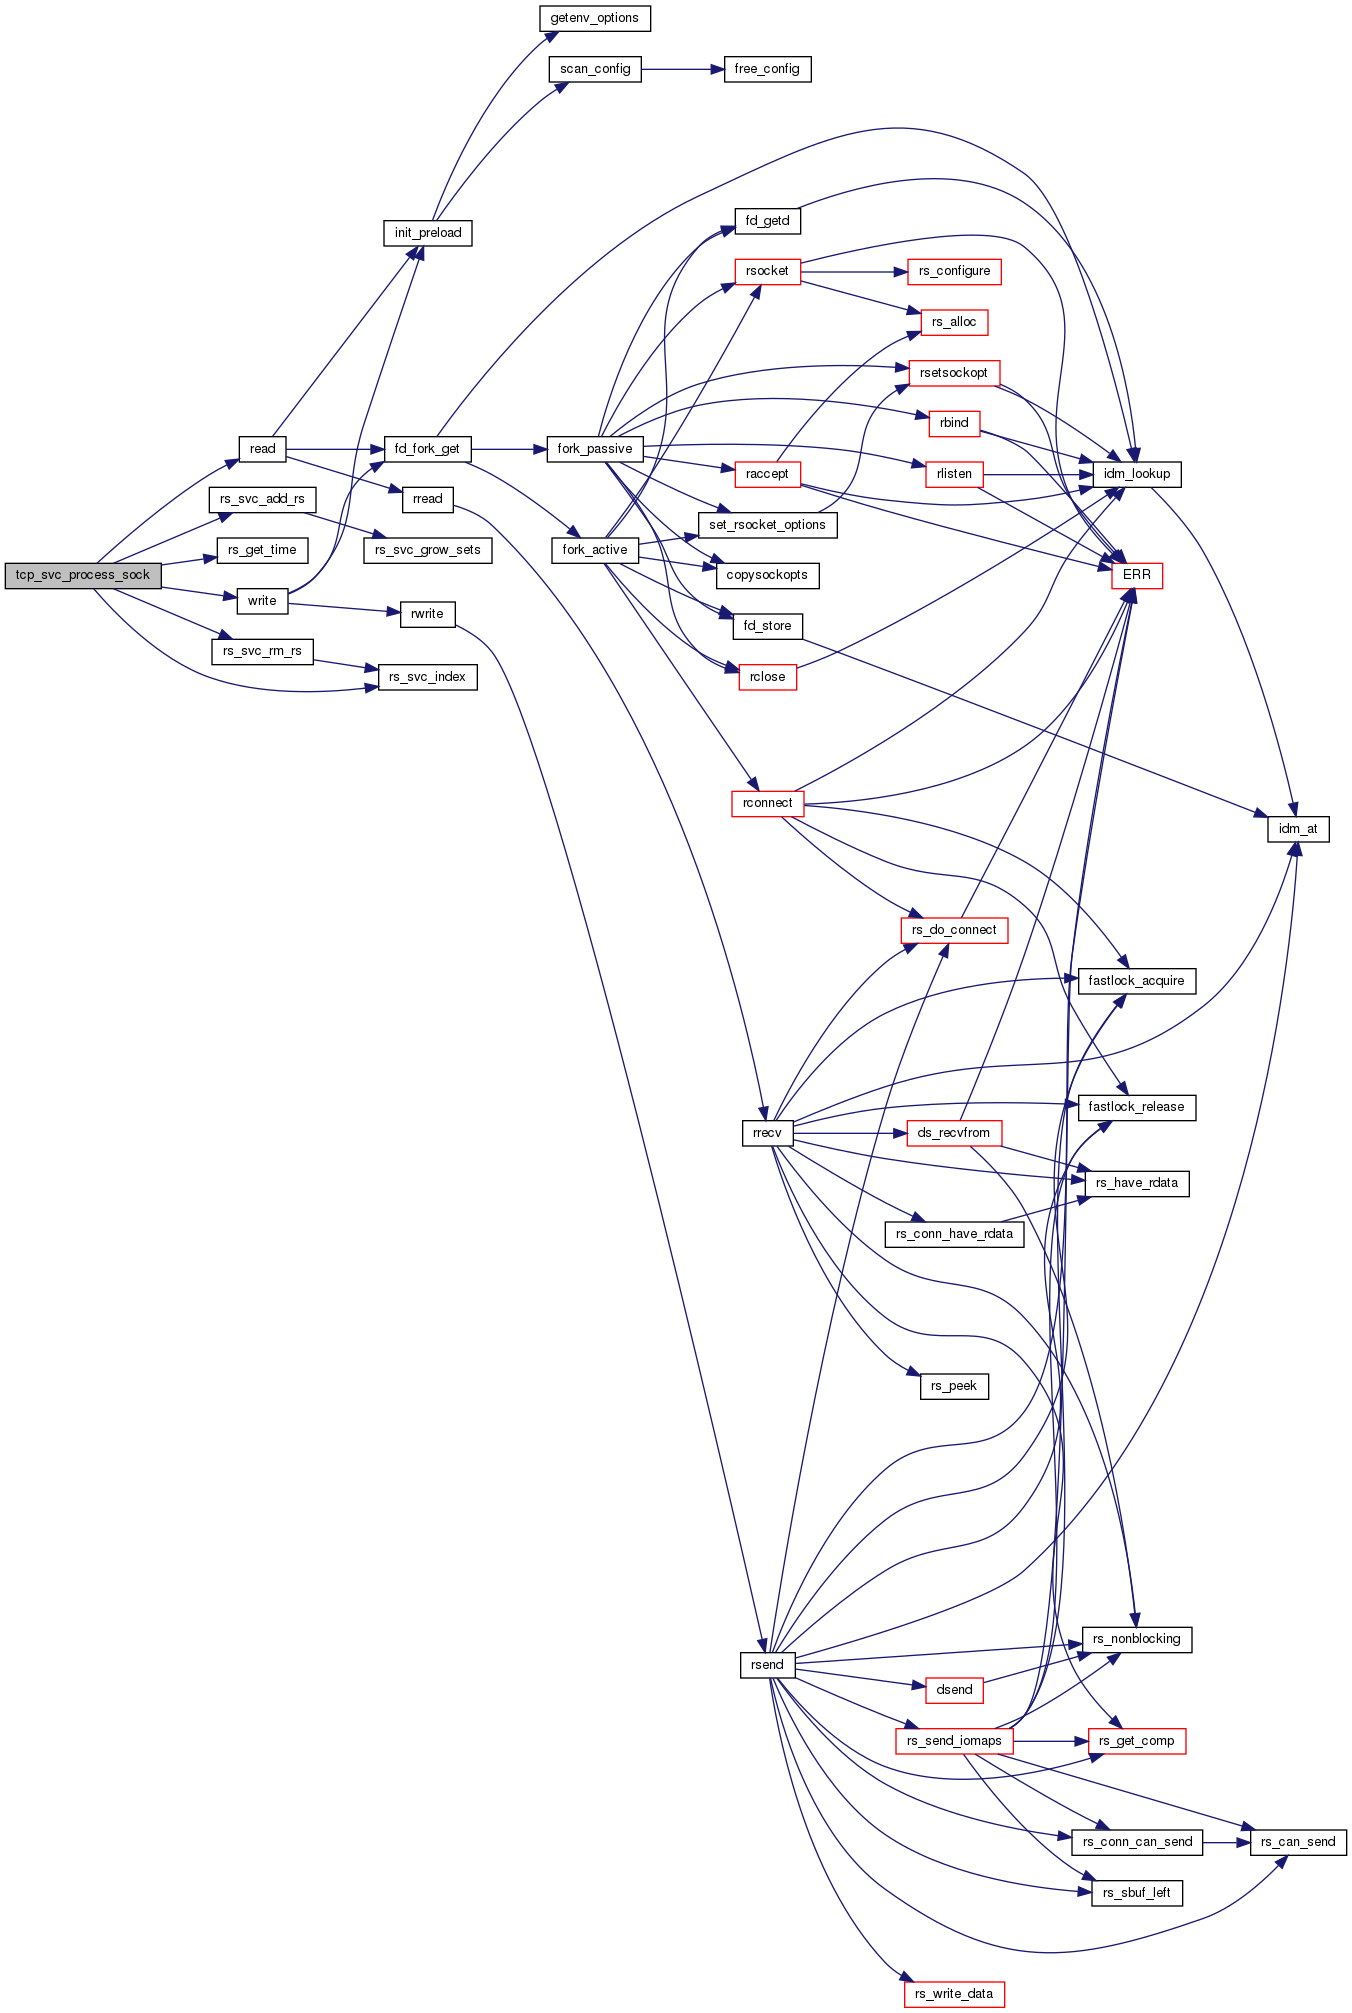 getenv_options
scan_config
free_config
fd_getd
init_preload
rsocket
rs_configure
rs_alloc
rsetsockopt
rbind
read
fd_fork_get
fork_passive
raccept
rlisten
idm_lookup
rs_svc_add_rs
rread
set_rsocket_options
rs_get_time
rs_svc_grow_sets
fork_active
tcp_svc_process_sock
copysockopts
ERR
write
rwrite
fd_store
rs_svc_rm_rs
rs_svc_index
rclose
rconnect
idm_at
rs_do_connect
fastlock_acquire
fastlock_release
rrecv
ds_recvfrom
rs_have_rdata
rs_conn_have_rdata
rs_peek
rs_nonblocking
rsend
dsend
rs_send_iomaps
rs_get_comp
rs_conn_can_send
rs_can_send
rs_sbuf_left
rs_write_data